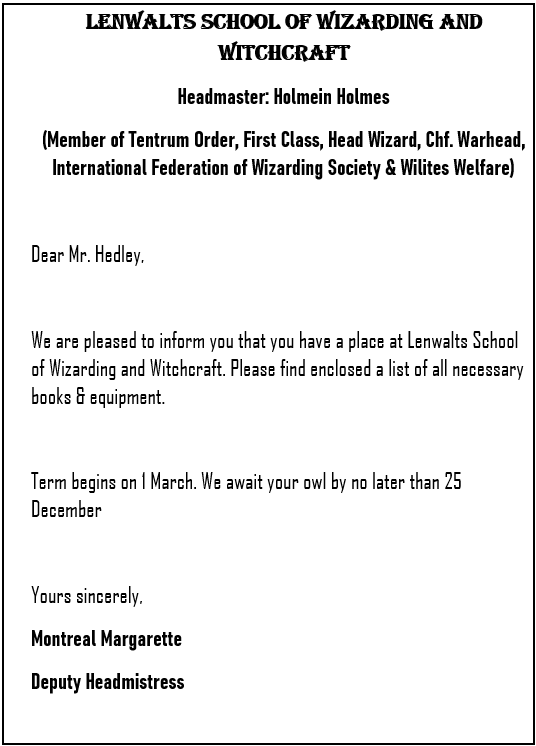 LENWALTS SCHOOL OF WIZARDING AND
WITCHCRAFT
Headmaster: Holmein Holmes
(Member of Tentrum Order, First Class, Head Wizard, Chf. Warhead,
International Federation of Wizarding Society & Wilites Welfare)
Dear Mr. Hedley,
We are pleased to inform you that you have a place at Lenwalts School
of Wizarding and Witchcraft. Please find enclosed a list of all necessary
books & equipment.
Term begins on 1 March. We await your owl by no later than 25
December
Yours sincerely,
Montreal Margarette
Deputy Headmistress